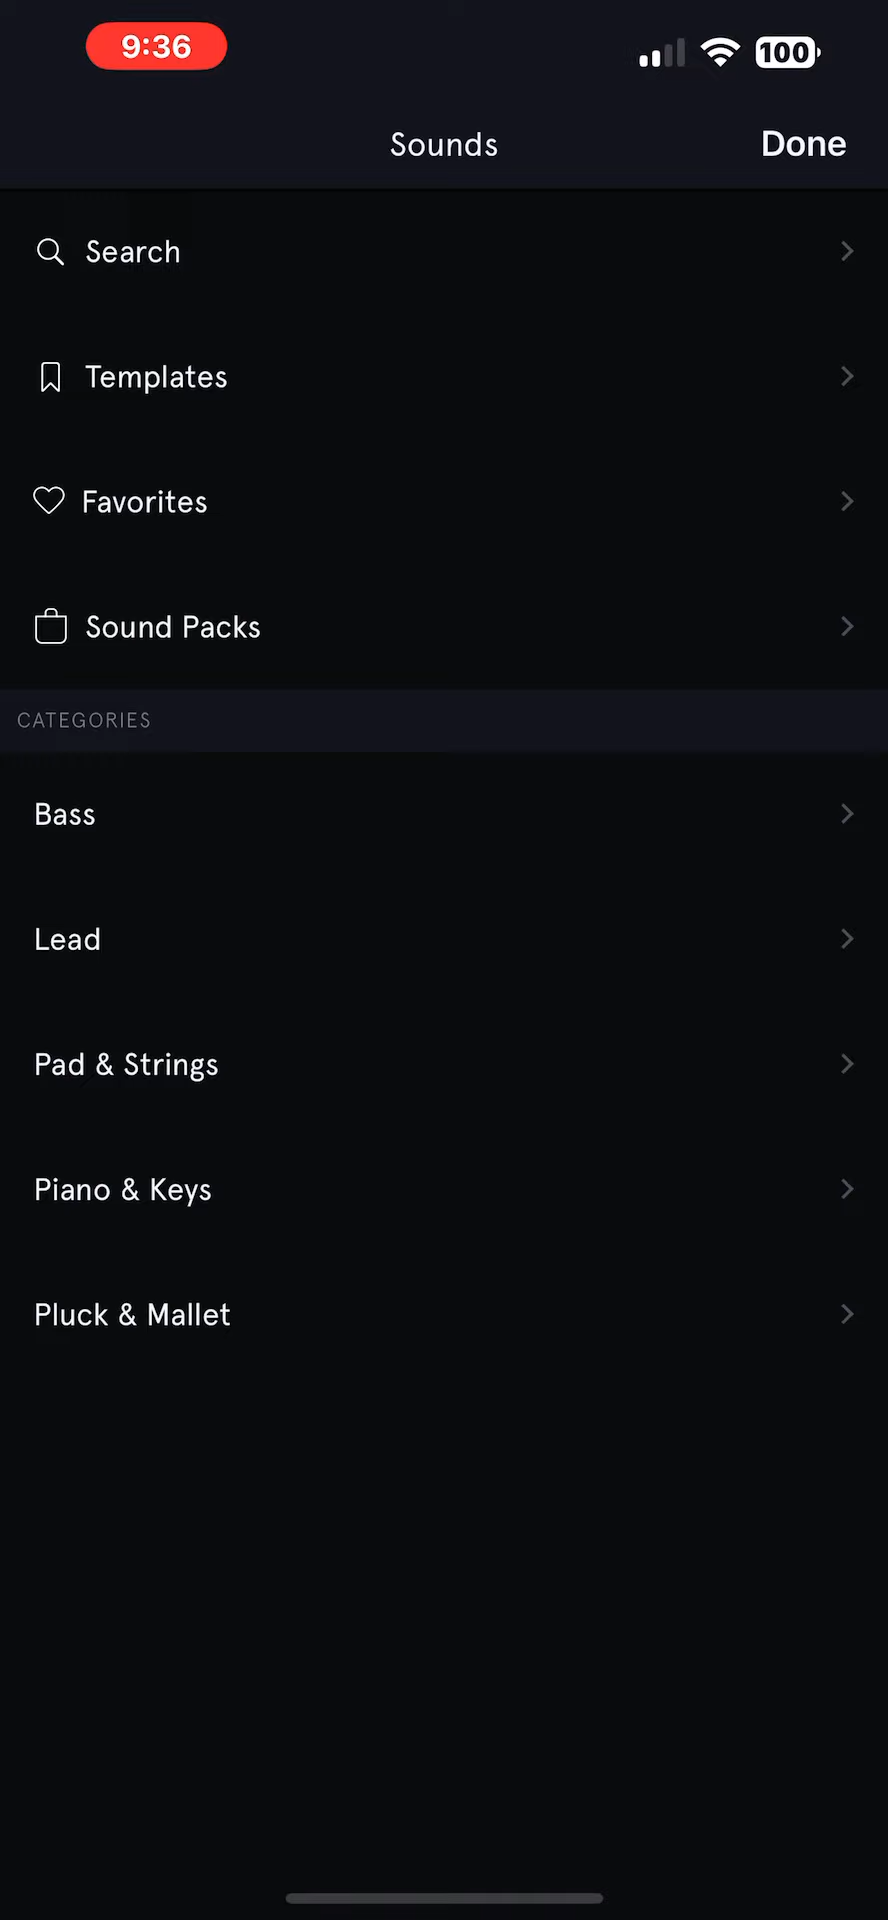 9:36
100
Sounds
Done
Search
Templates
Favorites
Sound Packs
CATEGORIES
Bass
Lead
Pad & Strings
Piano & Keys
Pluck & Mallet